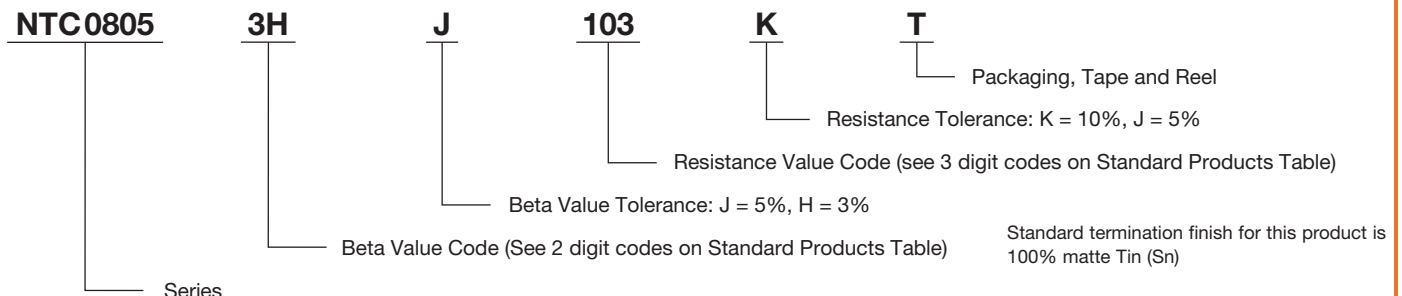 NTC0805 3H J 103 K T
Packaging, Tape and Reel
Resistance Tolerance: K = 10%, J = 5%
Resistance Value Code (see 3 digit codes on Standard Products Table)
Beta Value Tolerance: J = 5%, H = 3%
Beta Value Code (See 2 digit codes on Standard Products Table)
Standard termination finish for this product is
100% matte Tin (Sn)
Series